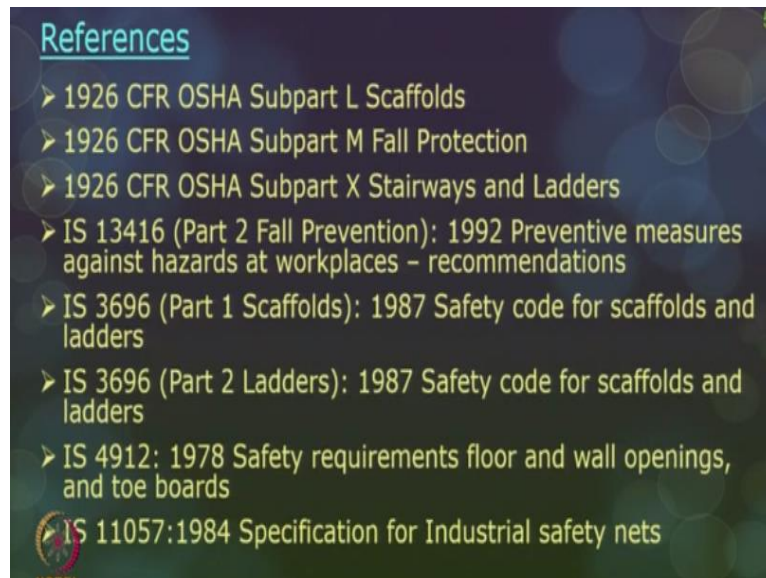 References
➢ 1926 CFR OSHA Subpart L Scaffolds
➢ 1926 CFR OSHA Subpart M Fall Protection
➢ 1926 CFR OSHA Subpart X Stairways and Ladders
➢ IS 13416 (Part 2 Fall Prevention): 1992 Preventive measures
against hazards at workplaces – recommendations
➢ IS 3696 (Part 1 Scaffolds): 1987 Safety code for scaffolds and
ladders
➢ IS 3696 (Part 2 Ladders): 1987 Safety code for scaffolds and
ladders
➢ IS 4912: 1978 Safety requirements floor and wall openings,
and toe boards
➢ IS 11057:1984 Specification for Industrial safety nets